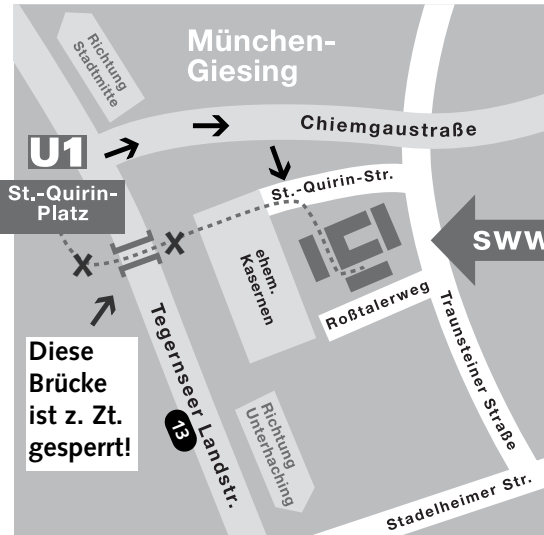 Richtung
Stadtmitte
München-
Giesing
Chiemgaustraße
U1
St.-Quirin-
Platz
St.-Quirin-Str.
SWW
X
X
ehem.
Kasernen
Roßtalerweg
Diese
Brücke
ist z. Zt.
gesperrt!
Tegernseer Landstr.
13
Traunsteiner Straße
Richtung
Unterhaching
Stadelheimer Str.